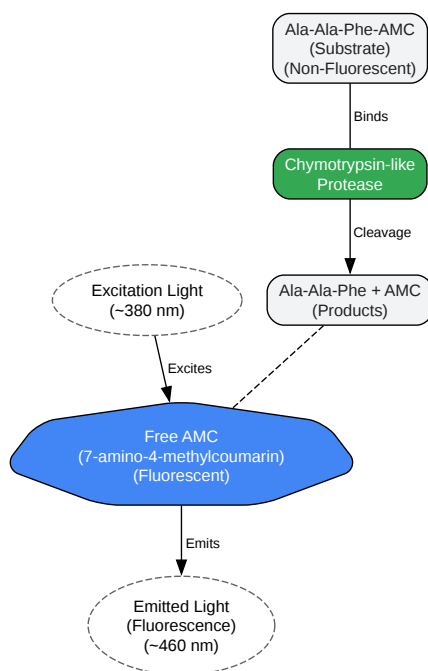 Ala-Ala-Phe-AMC
(Substrate)
(Non-Fluorescent)
Binds
Chymotrypsin-like
Protease
Cleavage
Ala-Ala-Phe + AMC
(Products)
Excitation Light
(~380 nm)
Excites
Free AMC
(7-amino-4-methylcoumarin)
(Fluorescent)
Emits
Emitted Light
(Fluorescence)
(~460 nm)